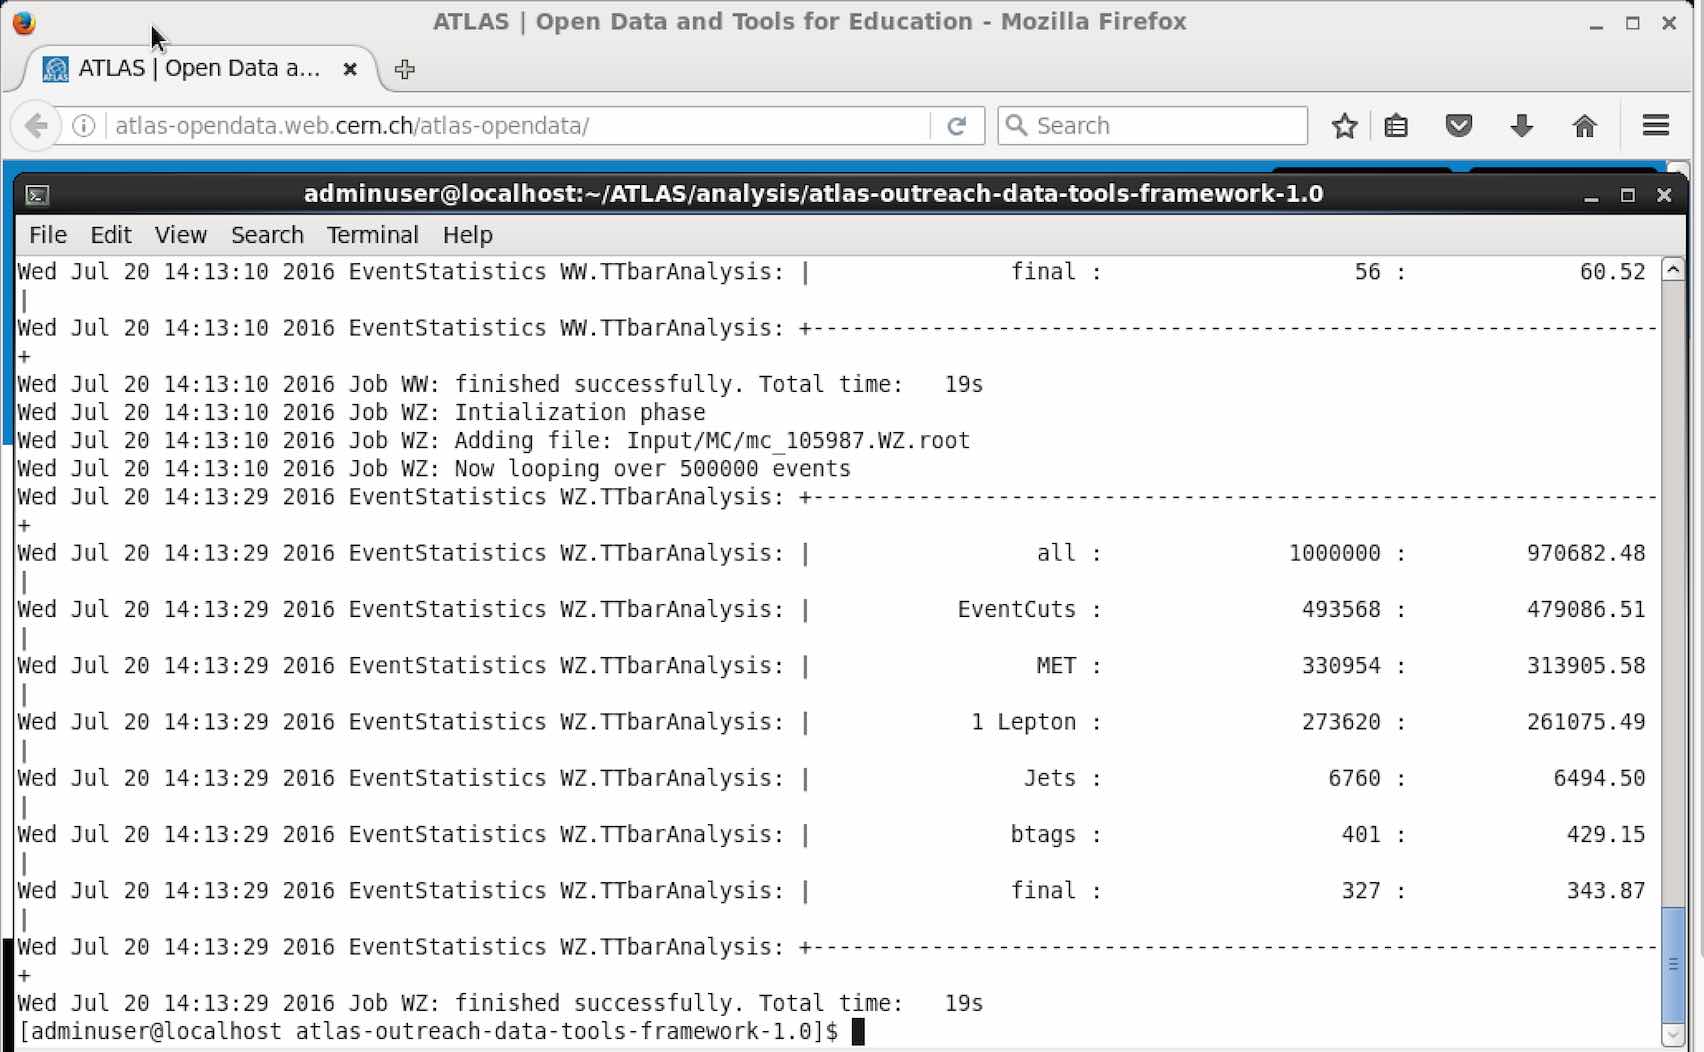 ATLAS | Open Data and Tools for Education - Mozilla Firefox
ATLAS | Open Data a...
atlas-opendata.web.cern.ch/atlas-opendata/
Search
adminuser@localhost:~/ATLAS/analysis/atlas-outreach-data-tools-framework-1.0
File Edit View Search Terminal Help
Wed Jul 20 14:13:10 2016 EventStatistics WW.TTbarAnalysis: | final : 56 : 60.52
|
Wed Jul 20 14:13:10 2016 EventStatistics WW.TTbarAnalysis: +----------------------------------------------------------------
+
Wed Jul 20 14:13:10 2016 Job WW: finished successfully. Total time: 19s
Wed Jul 20 14:13:10 2016 Job WZ: Intialization phase
Wed Jul 20 14:13:10 2016 Job WZ: Adding file: Input/MC/mc_105987.WZ.root
Wed Jul 20 14:13:10 2016 Job WZ: Now looping over 500000 events
Wed Jul 20 14:13:29 2016 EventStatistics WZ.TTbarAnalysis: +----------------------------------------------------------------
+
Wed Jul 20 14:13:29 2016 EventStatistics WZ.TTbarAnalysis: | all : 1000000 : 970682.48
|
Wed Jul 20 14:13:29 2016 EventStatistics WZ.TTbarAnalysis: | EventCuts : 493568 : 479086.51
|
Wed Jul 20 14:13:29 2016 EventStatistics WZ.TTbarAnalysis: | MET : 330954 : 313905.58
|
Wed Jul 20 14:13:29 2016 EventStatistics WZ.TTbarAnalysis: | 1 Lepton : 273620 : 261075.49
|
Wed Jul 20 14:13:29 2016 EventStatistics WZ.TTbarAnalysis: | Jets : 6760 : 6494.50
|
Wed Jul 20 14:13:29 2016 EventStatistics WZ.TTbarAnalysis: | btags : 401 : 429.15
|
Wed Jul 20 14:13:29 2016 EventStatistics WZ.TTbarAnalysis: | final : 327 : 343.87
|
Wed Jul 20 14:13:29 2016 EventStatistics WZ.TTbarAnalysis: +----------------------------------------------------------------
+
Wed Jul 20 14:13:29 2016 Job WZ: finished successfully. Total time: 19s
[adminuser@localhost atlas-outreach-data-tools-framework-1.0]$